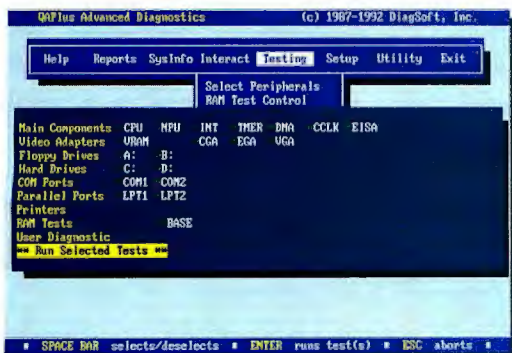 QAPlus Advanced Diagnostics (c) 1987-1992 DiagSoft, Inc.
Help Reports SysInfo Interact Testing Setup Utility Exit
Select Peripherals
RAM Test Control
Main Components CPU NPU INT TMER DMA CCLK EISA
Video Adapters VRAM CGA EGA VGA
Floppy Drives A: B:
Hard Drives C: D:
COM Ports COM1 COM2
Parallel Ports LPT1 LPT2
Printers
RAM Tests BASE
User Diagnostic
** Run Selected Tests **
SPACE BAR selects/deselects ENTER runs test(s) ESC aborts